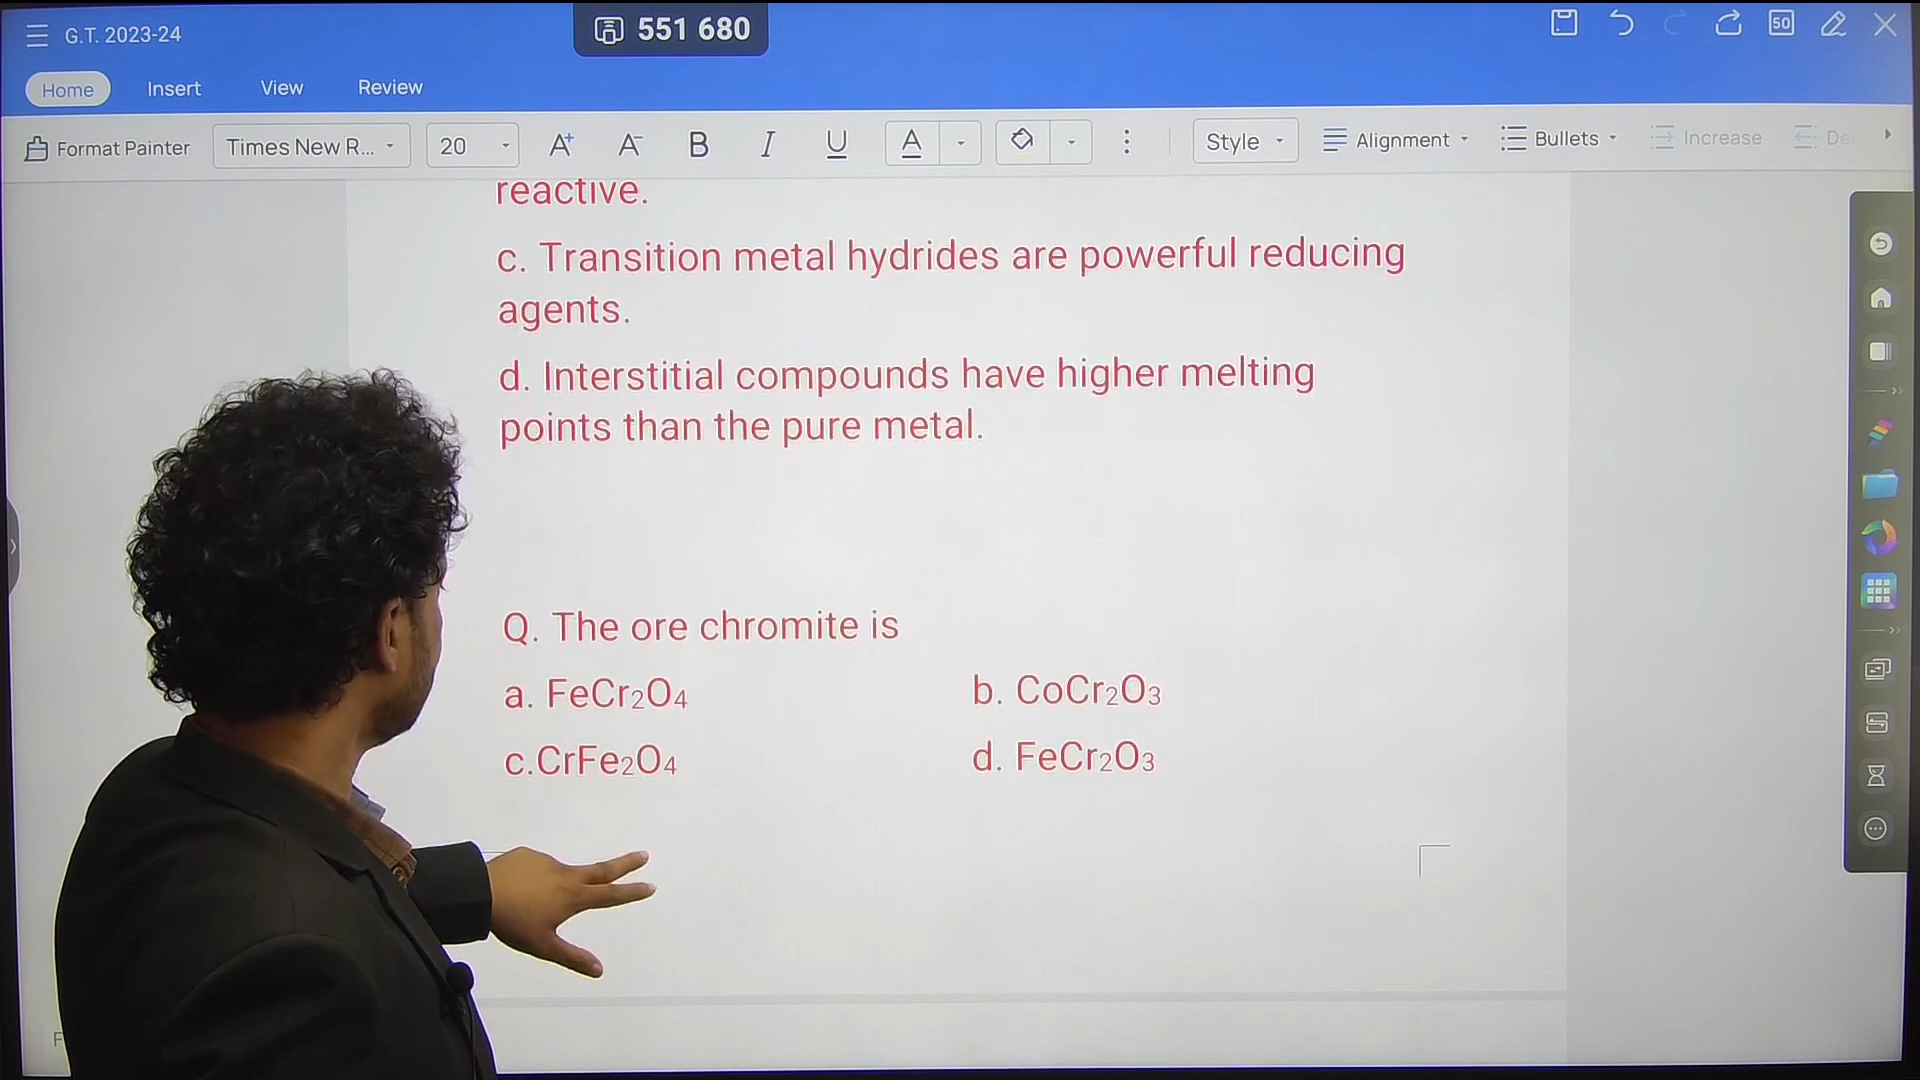 G.T. 2023-24
551 680
50
Home Insert View Review
Format Painter Times New R... 20 A+ A- B I U A Style Alignment Bullets Increase Dec
reactive.
c. Transition metal hydrides are powerful reducing
agents.
d. Interstitial compounds have higher melting
points than the pure metal.
Q. The ore chromite is
a. FeCr₂O₄ b. CoCr₂O₃
c.CrFe₂O₄ d. FeCr₂O₃
F